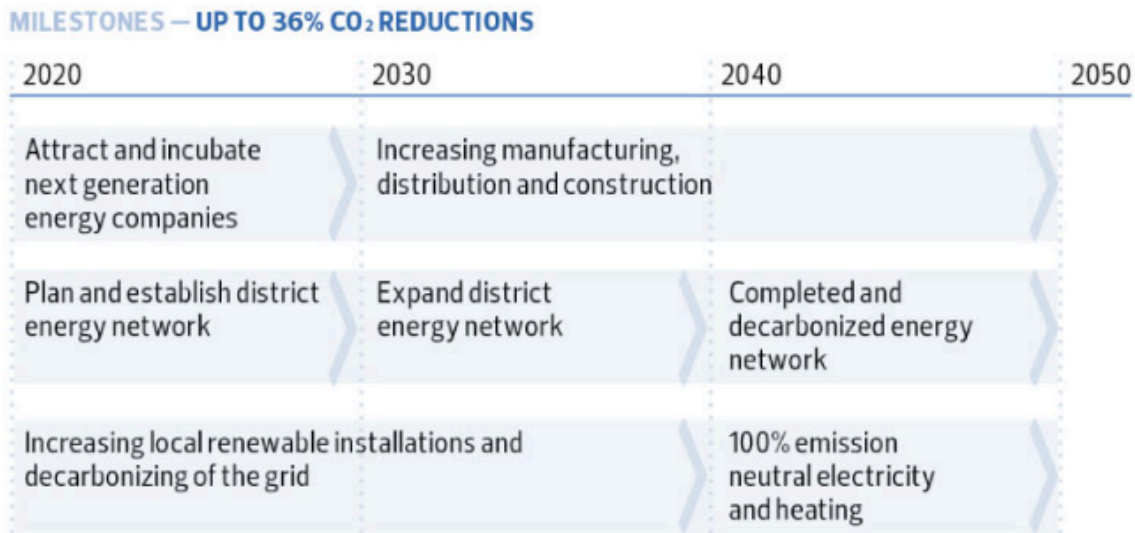 MILESTONES — UP TO 36% CO₂ REDUCTIONS
2020 2030 2040 2050
Attract and incubate
next generation
energy companies
Increasing manufacturing,
distribution and construction
Plan and establish district
energy network
Expand district
energy network
Completed and
decarbonized energy
network
Increasing local renewable installations and
decarbonizing of the grid
100% emission
neutral electricity
and heating